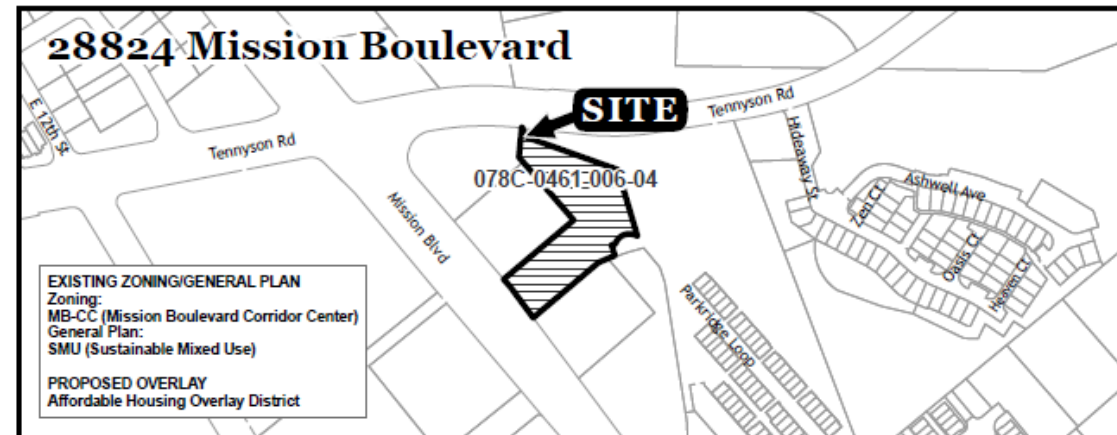 28824 Mission Boulevard
SITE
Tennyson Rd
E 12th St
Tennyson Rd
Hideaway St
078C-0461-006-04
Ashwell Ave
Zen Ct
Mission Blvd
Oasis Ct
Heaven Ct
Parkridge Loop
EXISTING ZONING/GENERAL PLAN
Zoning:
MB-CC (Mission Boulevard Corridor Center)
General Plan:
SMU (Sustainable Mixed Use)
PROPOSED OVERLAY
Affordable Housing Overlay District